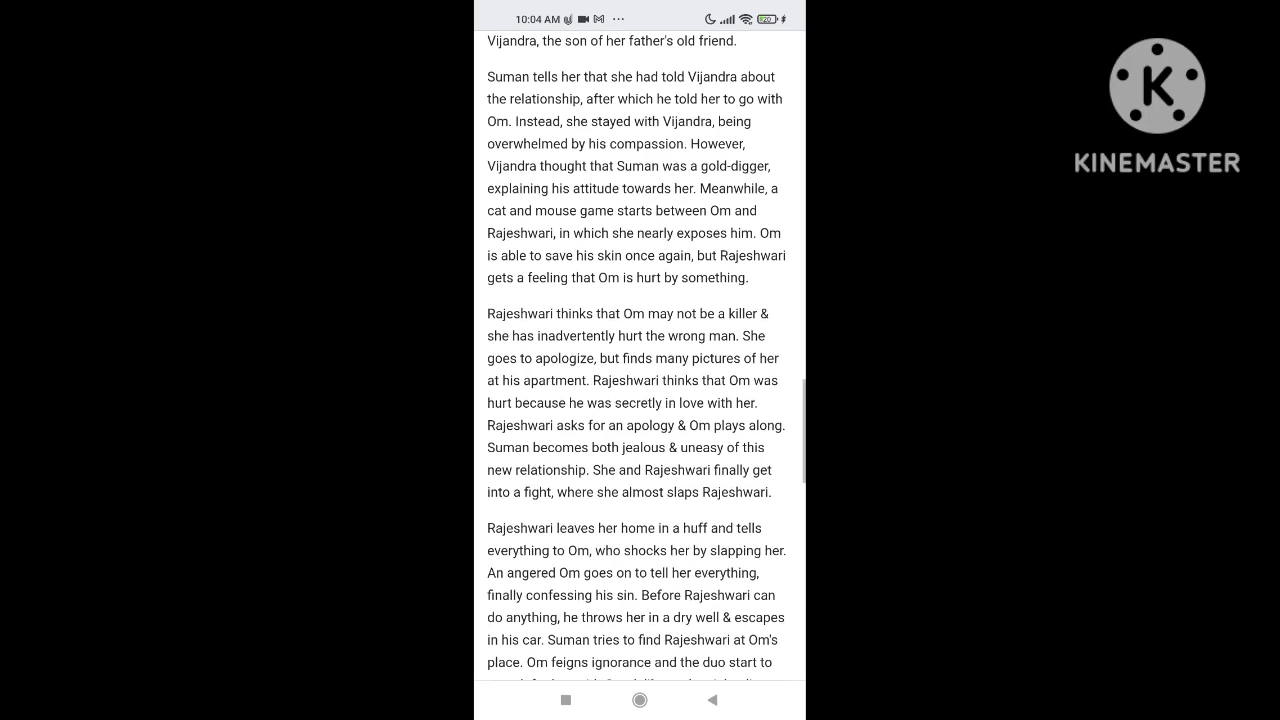 10:04 AM
20
Vijandra, the son of her father's old friend.
Suman tells her that she had told Vijandra about
the relationship, after which he told her to go with
Om. Instead, she stayed with Vijandra, being
overwhelmed by his compassion. However,
Vijandra thought that Suman was a gold-digger,
explaining his attitude towards her. Meanwhile, a
cat and mouse game starts between Om and
Rajeshwari, in which she nearly exposes him. Om
is able to save his skin once again, but Rajeshwari
gets a feeling that Om is hurt by something.
Rajeshwari thinks that Om may not be a killer &
she has inadvertently hurt the wrong man. She
goes to apologize, but finds many pictures of her
at his apartment. Rajeshwari thinks that Om was
hurt because he was secretly in love with her.
Rajeshwari asks for an apology & Om plays along.
Suman becomes both jealous & uneasy of this
new relationship. She and Rajeshwari finally get
into a fight, where she almost slaps Rajeshwari.
Rajeshwari leaves her home in a huff and tells
everything to Om, who shocks her by slapping her.
An angered Om goes on to tell her everything,
finally confessing his sin. Before Rajeshwari can
do anything, he throws her in a dry well & escapes
in his car. Suman tries to find Rajeshwari at Om's
place. Om feigns ignorance and the duo start to
K
KINEMASTER